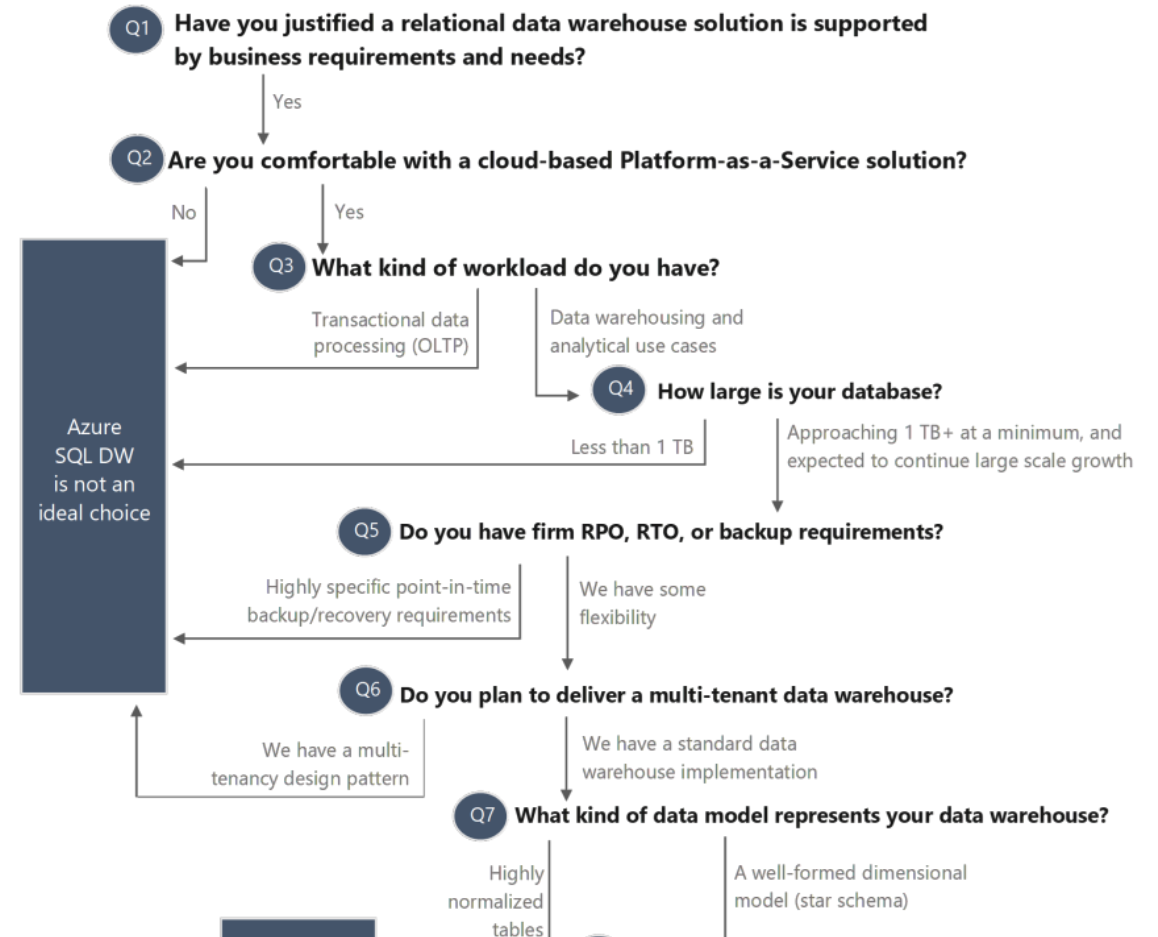 Q1
Have you justified a relational data warehouse solution is supported
by business requirements and needs?
Yes
Q2
Are you comfortable with a cloud-based Platform-as-a-Service solution?
No
Yes
Q3
What kind of workload do you have?
Transactional data
processing (OLTP)
Data warehousing and
analytical use cases
Q4
How large is your database?
Less than 1 TB
Approaching 1 TB+ at a minimum, and
expected to continue large scale growth
Azure
SQL DW
is not an
ideal choice
Q5
Do you have firm RPO, RTO, or backup requirements?
Highly specific point-in-time
backup/recovery requirements
We have some
flexibility
Q6
Do you plan to deliver a multi-tenant data warehouse?
We have a multi-
tenancy design pattern
We have a standard data
warehouse implementation
Q7
What kind of data model represents your data warehouse?
Highly
normalized
tables
A well-formed dimensional
model (star schema)